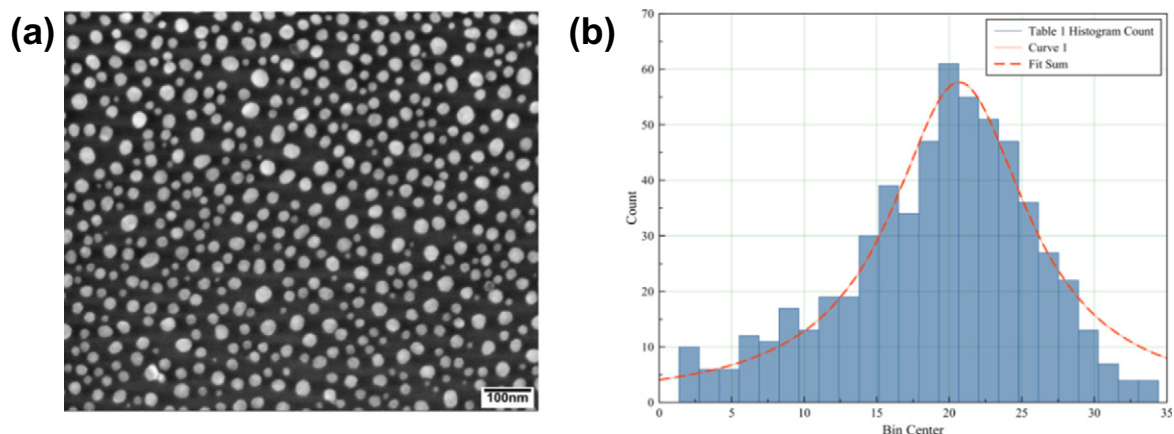 (a)
100nm
(b)
70
60
50
40
30
20
10
0
Count
0 5 10 15 20 25 30 35
Bin Center
Table 1 Histogram Count
Curve 1
Fit Sum